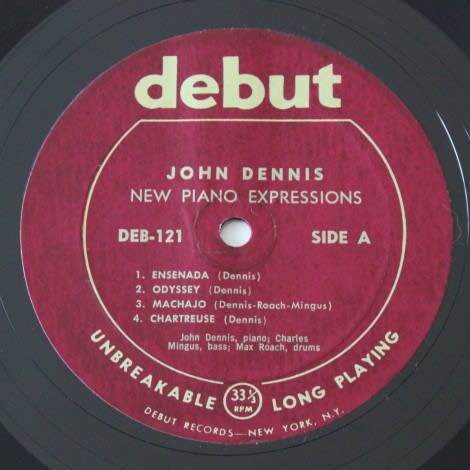 debut
JOHN DENNIS
NEW PIANO EXPRESSIONS
DEB-121 SIDE A
1. ENSENADA (Dennis)
2. ODYSSEY (Dennis)
3. MACHAJO (Dennis-Roach-Mingus)
4. CHARTREUSE (Dennis)
John Dennis, piano; Charles
Mingus, bass; Max Roach, drums
UNBREAKABLE LONG PLAYING
33 1/3
RPM
DEBUT RECORDS—NEW YORK, N.Y.